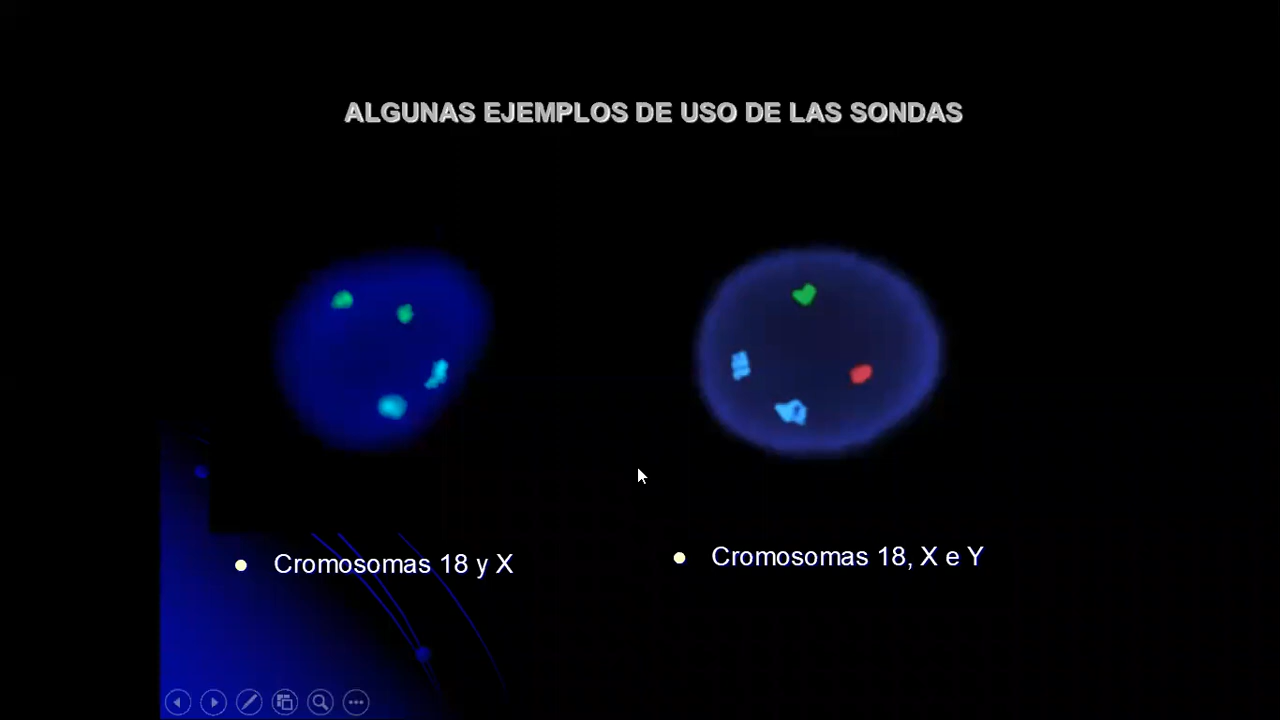 ALGUNAS EJEMPLOS DE USO DE LAS SONDAS
Cromosomas 18 y X
Cromosomas 18, X e Y